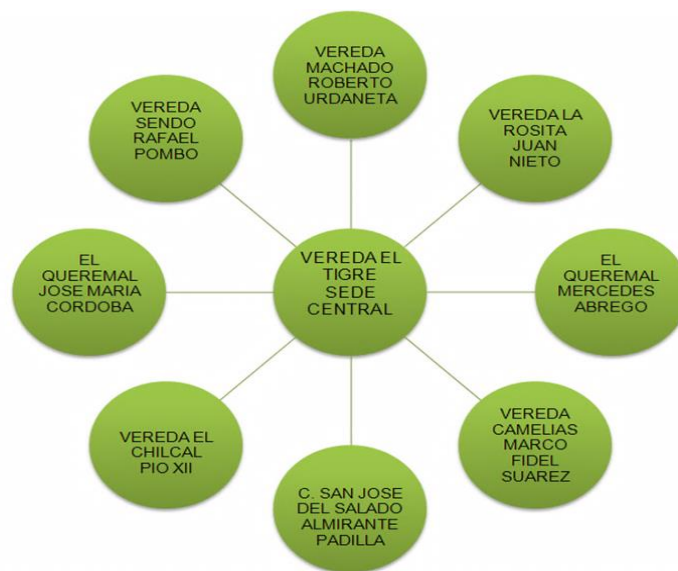 VEREDA
MACHADO
ROBERTO
URDANETA
VEREDA
SENDO
RAFAEL
POMBO
VEREDA LA
ROSITA
JUAN
NIETO
EL
QUEREMAL
JOSE MARIA
CORDOBA
VEREDA EL
TIGRE
SEDE
CENTRAL
EL
QUEREMAL
MERCEDES
ABREGO
VEREDA EL
CHILCAL
PIO XII
C. SAN JOSE
DEL SALADO
ALMIRANTE
PADILLA
VEREDA
CAMELIAS
MARCO
FIDEL
SUAREZ